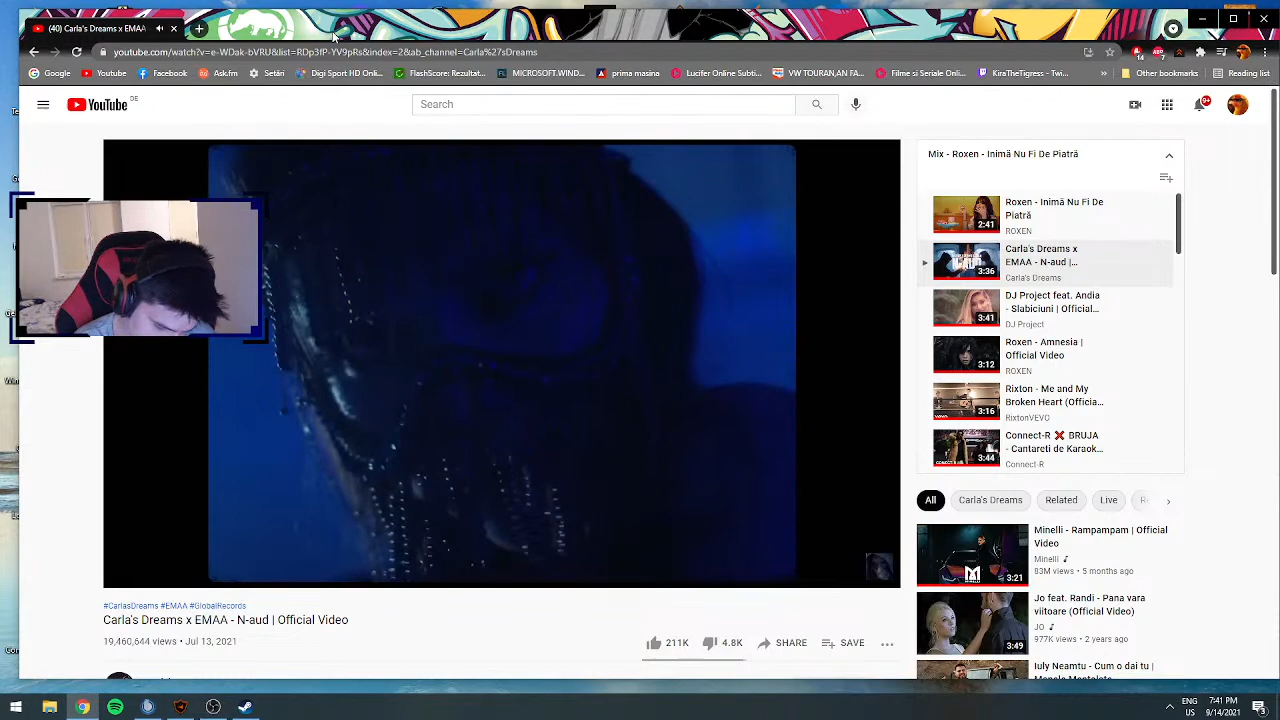 (40) Carla's Dreams x EMAA
youtube.com/watch?v=e-WDak-bVRU&list=RDp3fP-YV9pRs&index=2&ab_channel=Carla%27sDreams
14
7
Google
Youtube
Facebook
Ask.fm
Setări
Digi Sport HD Onl...
FlashScore: Rezultat...
MICROSOFT.WIND...
prima masina
Lucifer Online Subti...
VW TOURAN,AN FA...
Filme si Seriale Onli...
KiraTheTigress - Twi...
Other bookmarks
Reading list
YouTube DE
Search
9+
Mix - Roxen - Inimă Nu Fi De Piatră
2:41
Roxen - Inimă Nu Fi De
Piatră
ROXEN
3:36
Carla's Dreams x
EMAA - N-aud |...
Carla's Dreams
3:41
DJ Project feat. Andia
- Slabiciuni | Official...
DJ Project
3:12
Roxen - Amnesia |
Official Video
ROXEN
3:16
Rixton - Me and My
Broken Heart (Officia...
RixtonVEVO
3:44
Connect-R ❌ BRUJA
- Cantareti de Karaok...
Connect-R
All
Carla's Dreams
Related
Live
3:21
Minelli - Rampampam | Official
Video
Minelli
83M views • 5 months ago
3:49
Jo feat. Randi - Pana vara
viitoare (Official Video)
JO
977K views • 2 years ago
Iuly Neamtu - Cum o dai tu |
#CarlasDreams #EMAA #GlobalRecords
Carla's Dreams x EMAA - N-aud | Official Video
19,460,644 views • Jul 13, 2021
211K
4.8K
SHARE
SAVE
ENG
US
7:41 PM
9/14/2021